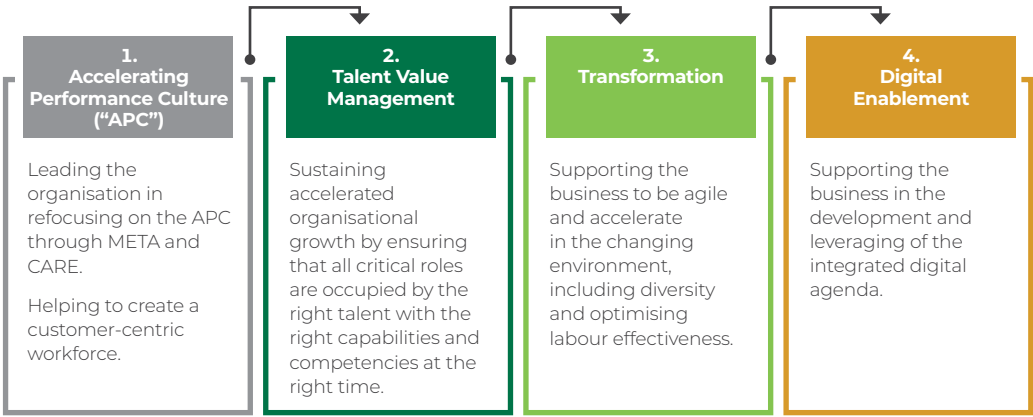 1.
Accelerating
Performance Culture
(“APC”)
Leading the
organisation in
refocusing on the APC
through META and
CARE.
Helping to create a
customer-centric
workforce.
2.
Talent Value
Management
Sustaining
accelerated
organisational
growth by ensuring
that all critical roles
are occupied by the
right talent with the
right capabilities and
competencies at the
right time.
3.
Transformation
Supporting the
business to be agile
and accelerate
in the changing
environment,
including diversity
and optimising
labour effectiveness.
4.
Digital
Enablement
Supporting the
business in the
development and
leveraging of the
integrated digital
agenda.